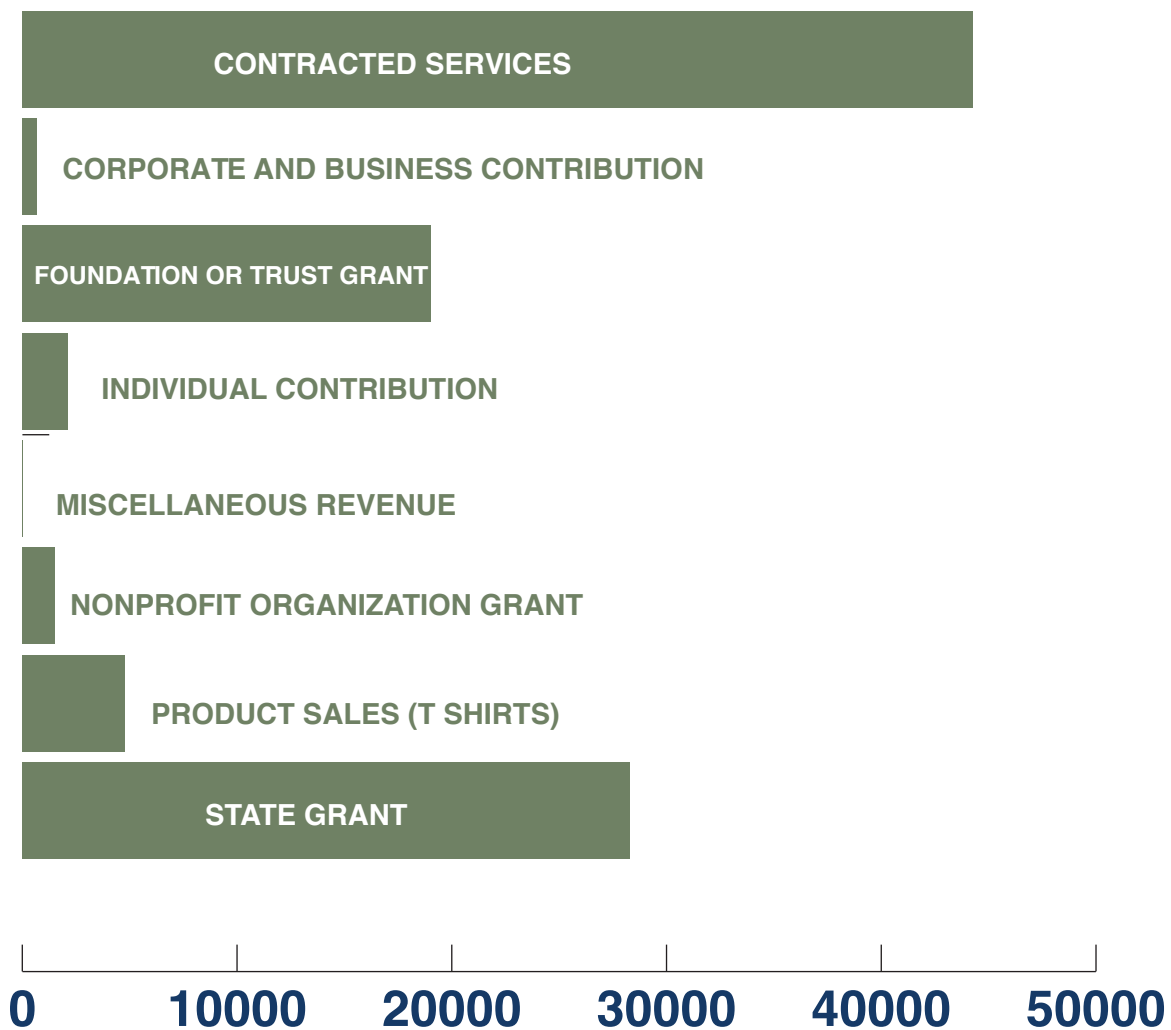 CONTRACTED SERVICES
CORPORATE AND BUSINESS CONTRIBUTION
FOUNDATION OR TRUST GRANT
INDIVIDUAL CONTRIBUTION
MISCELLANEOUS REVENUE
NONPROFIT ORGANIZATION GRANT
PRODUCT SALES (T SHIRTS)
STATE GRANT
0 10000 20000 30000 40000 50000